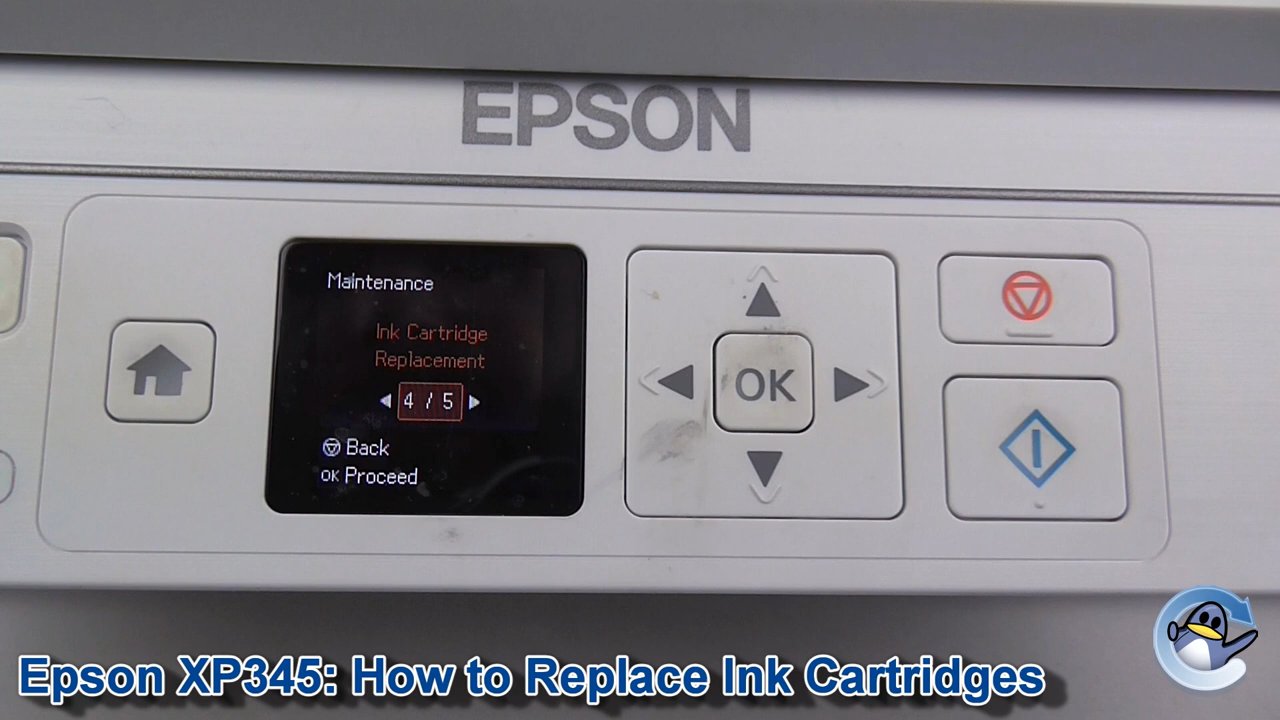 EPSON
Maintenance
Ink Cartridge
Replacement
4 / 5
Back
OK Proceed
OK
Epson XP345: How to Replace Ink Cartridges